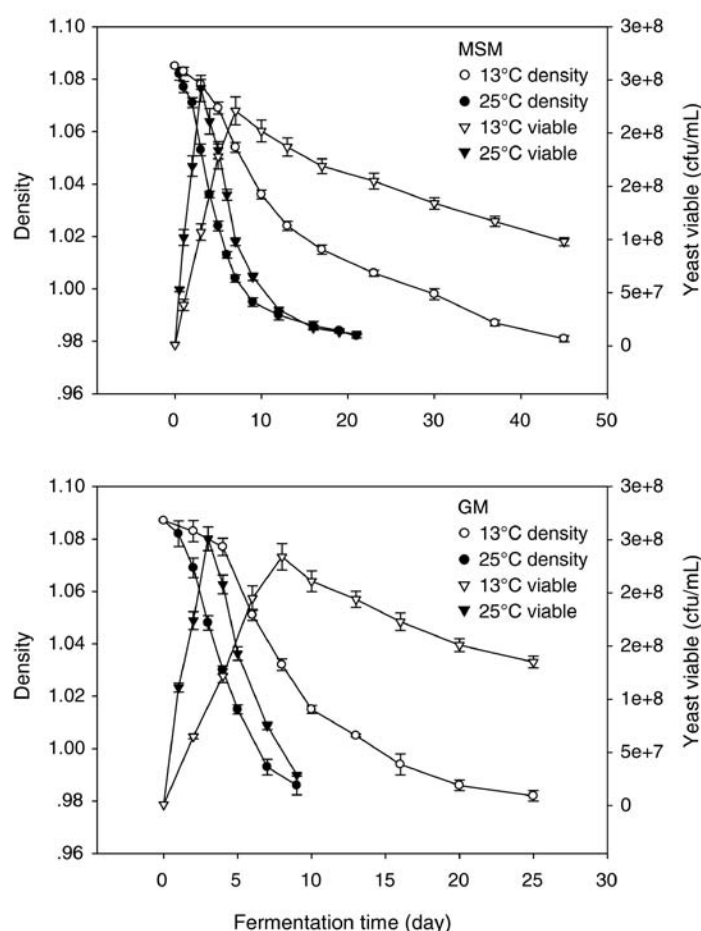 MSM
13°C density
25°C density
13°C viable
25°C viable
Density
1.10
1.08
1.06
1.04
1.02
1.00
.98
.96
Yeast viable (cfu/mL)
3e+8
3e+8
2e+8
2e+8
1e+8
5e+7
0
0 10 20 30 40 50
GM
13°C density
25°C density
13°C viable
25°C viable
Density
1.10
1.08
1.06
1.04
1.02
1.00
.98
.96
Yeast viable (cfu/mL)
3e+8
3e+8
2e+8
2e+8
1e+8
5e+7
0
0 5 10 15 20 25 30
Fermentation time (day)